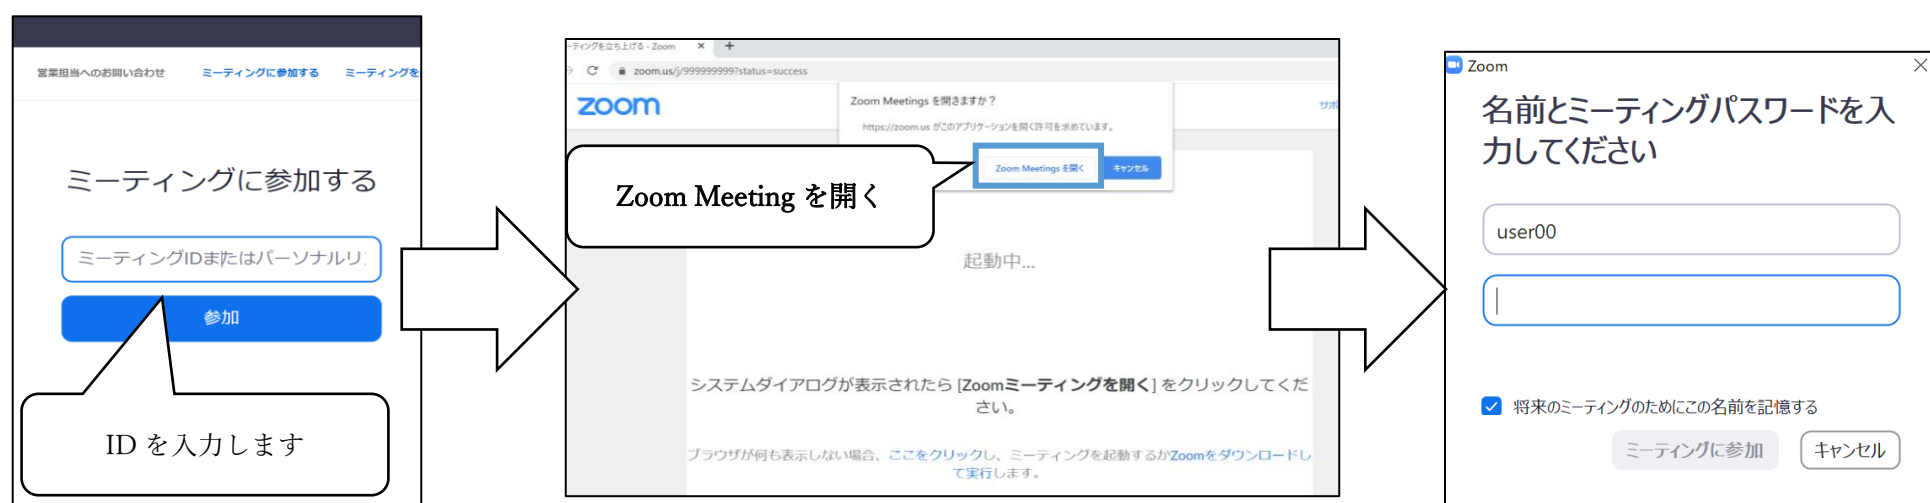 営業担当へのお問い合わせ ミーティングに参加する ミーティングを
ミーティングに参加する
ミーティングIDまたはパーソナルリ
参加
IDを入力します
ーティングを立ち上げる - Zoom × +
zoom.us/j/999999999?status=success
zoom
サポ
Zoom Meetings を開きますか？
https://zoom.us がこのアプリケーションを開く許可を求めています。
Zoom Meetings を開く キャンセル
Zoom Meeting を開く
起動中...
システムダイアログが表示されたら [Zoomミーティングを開く] をクリックしてくだ
さい。
ブラウザが何も表示しない場合、ここをクリックし、ミーティングを起動するかZoomをダウンロードし
て実行します。
Zoom
名前とミーティングパスワードを入
力してください
user00
将来のミーティングのためにこの名前を記憶する
ミーティングに参加 キャンセル